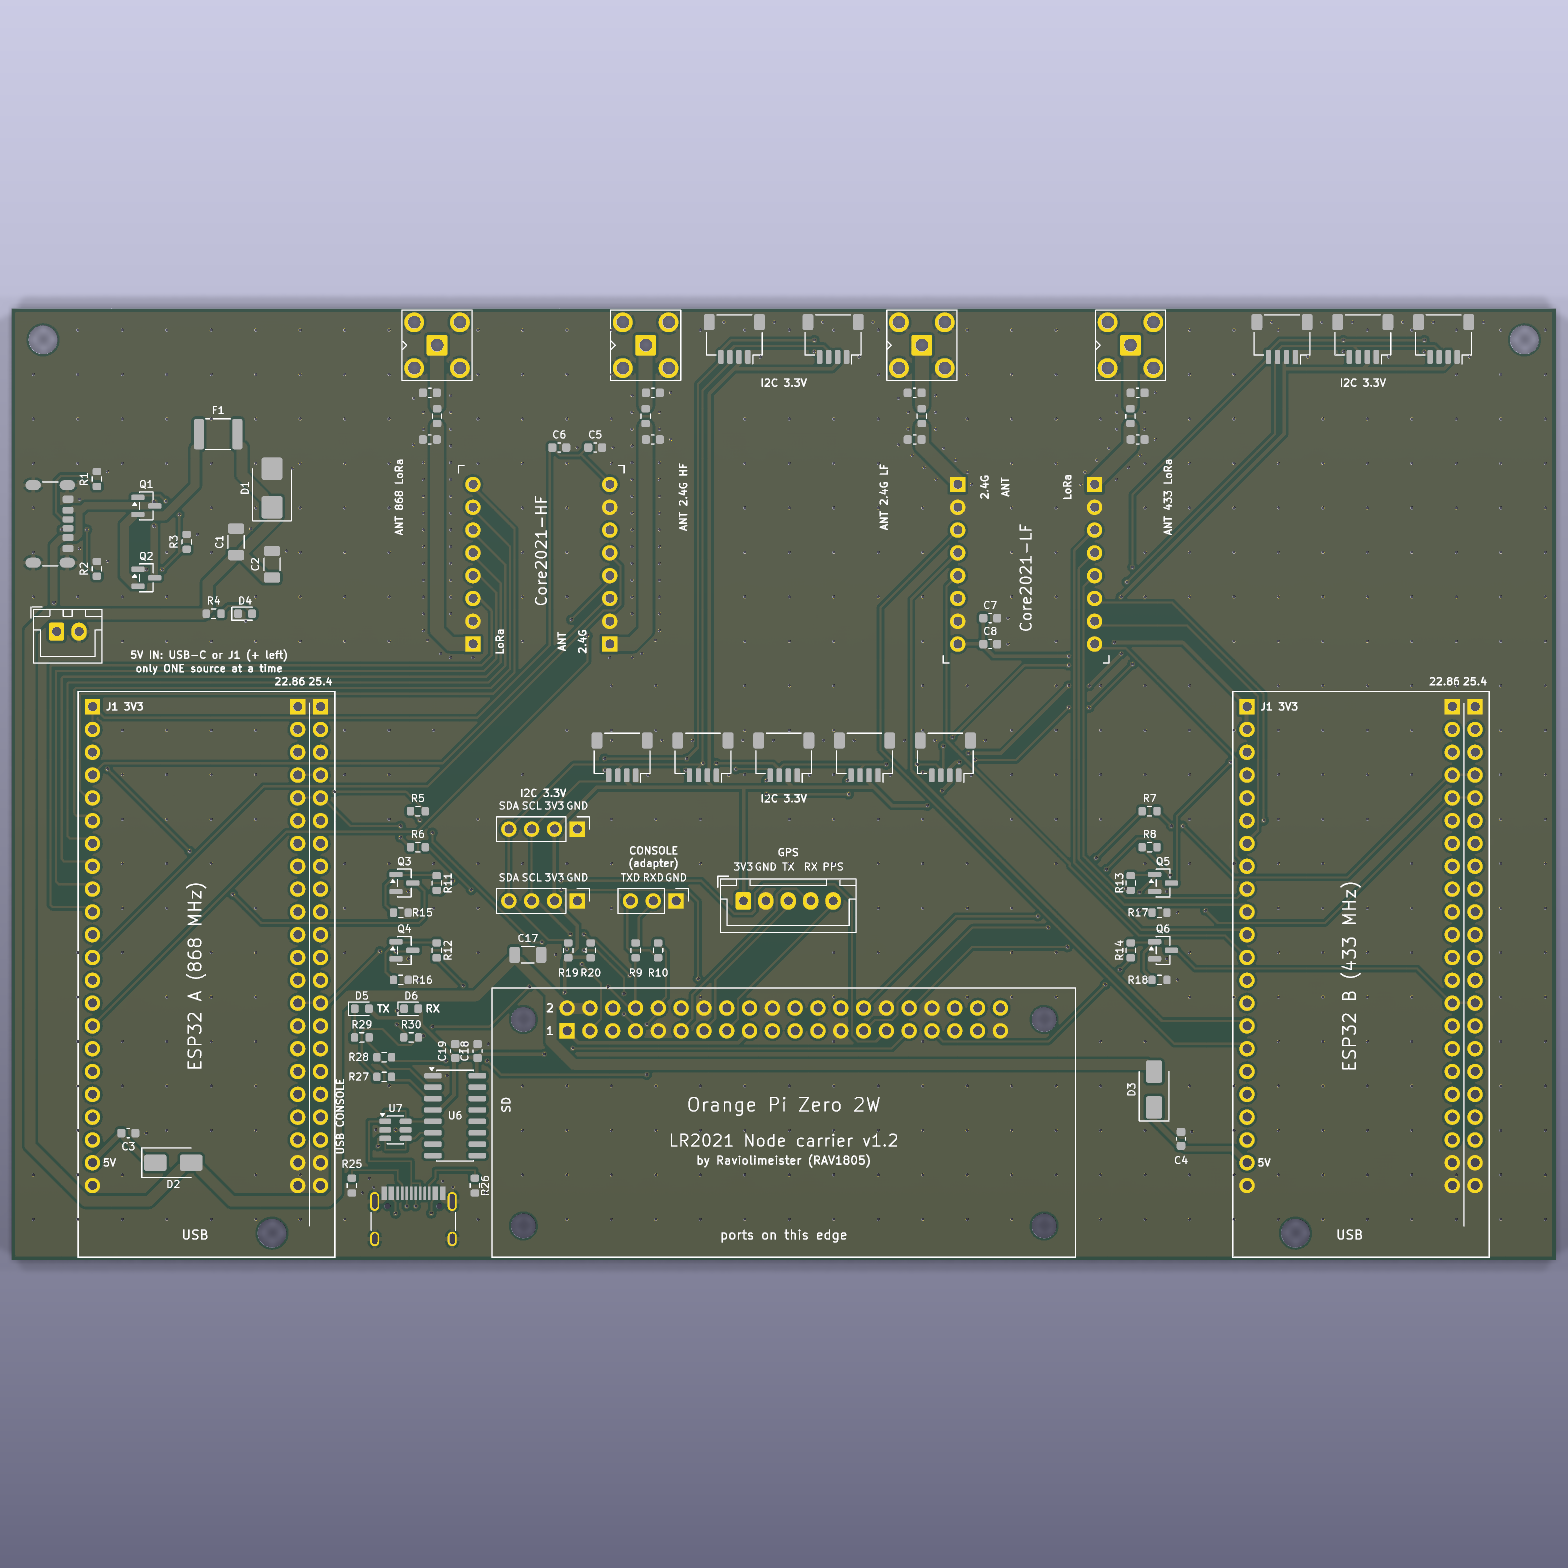 I2C 3.3V
I2C 3.3V
F1
C6
C5
ANT 868 LoRa
ANT 2.4G HF
ANT 2.4G LF
ANT 433 LoRa
R1
Q1
D1
2.4G
ANT
LoRa
Core2021-HF
Core2021-LF
R3
C1
R2
Q2
C2
R4
D4
C7
C8
LoRa
ANT
2.4G
5V IN: USB-C or J1 (+ left)
only ONE source at a time
22.86 25.4
22.86 25.4
J1 3V3
J1 3V3
I2C 3.3V
SDA SCL 3V3 GND
I2C 3.3V
R5
R7
R6
R8
CONSOLE
(adapter)
GPS
Q3
Q5
3V3 GND TX RX PPS
SDA SCL 3V3 GND
TXD RXD GND
R11
R13
R15
R17
Q4
Q6
R12
R14
C17
R16
R19 R20
R9 R10
R18
ESP32 A (868 MHz)
ESP32 B (433 MHz)
D5
TX
D6
RX
2
R29
R30
1
R28
C19
C18
R27
D3
U7
U6
SD
Orange Pi Zero 2W
USB CONSOLE
LR2021 Node carrier v1.2
C3
by Raviolimeister (RAV1805)
C4
5V
5V
R25
D2
R26
USB
ports on this edge
USB